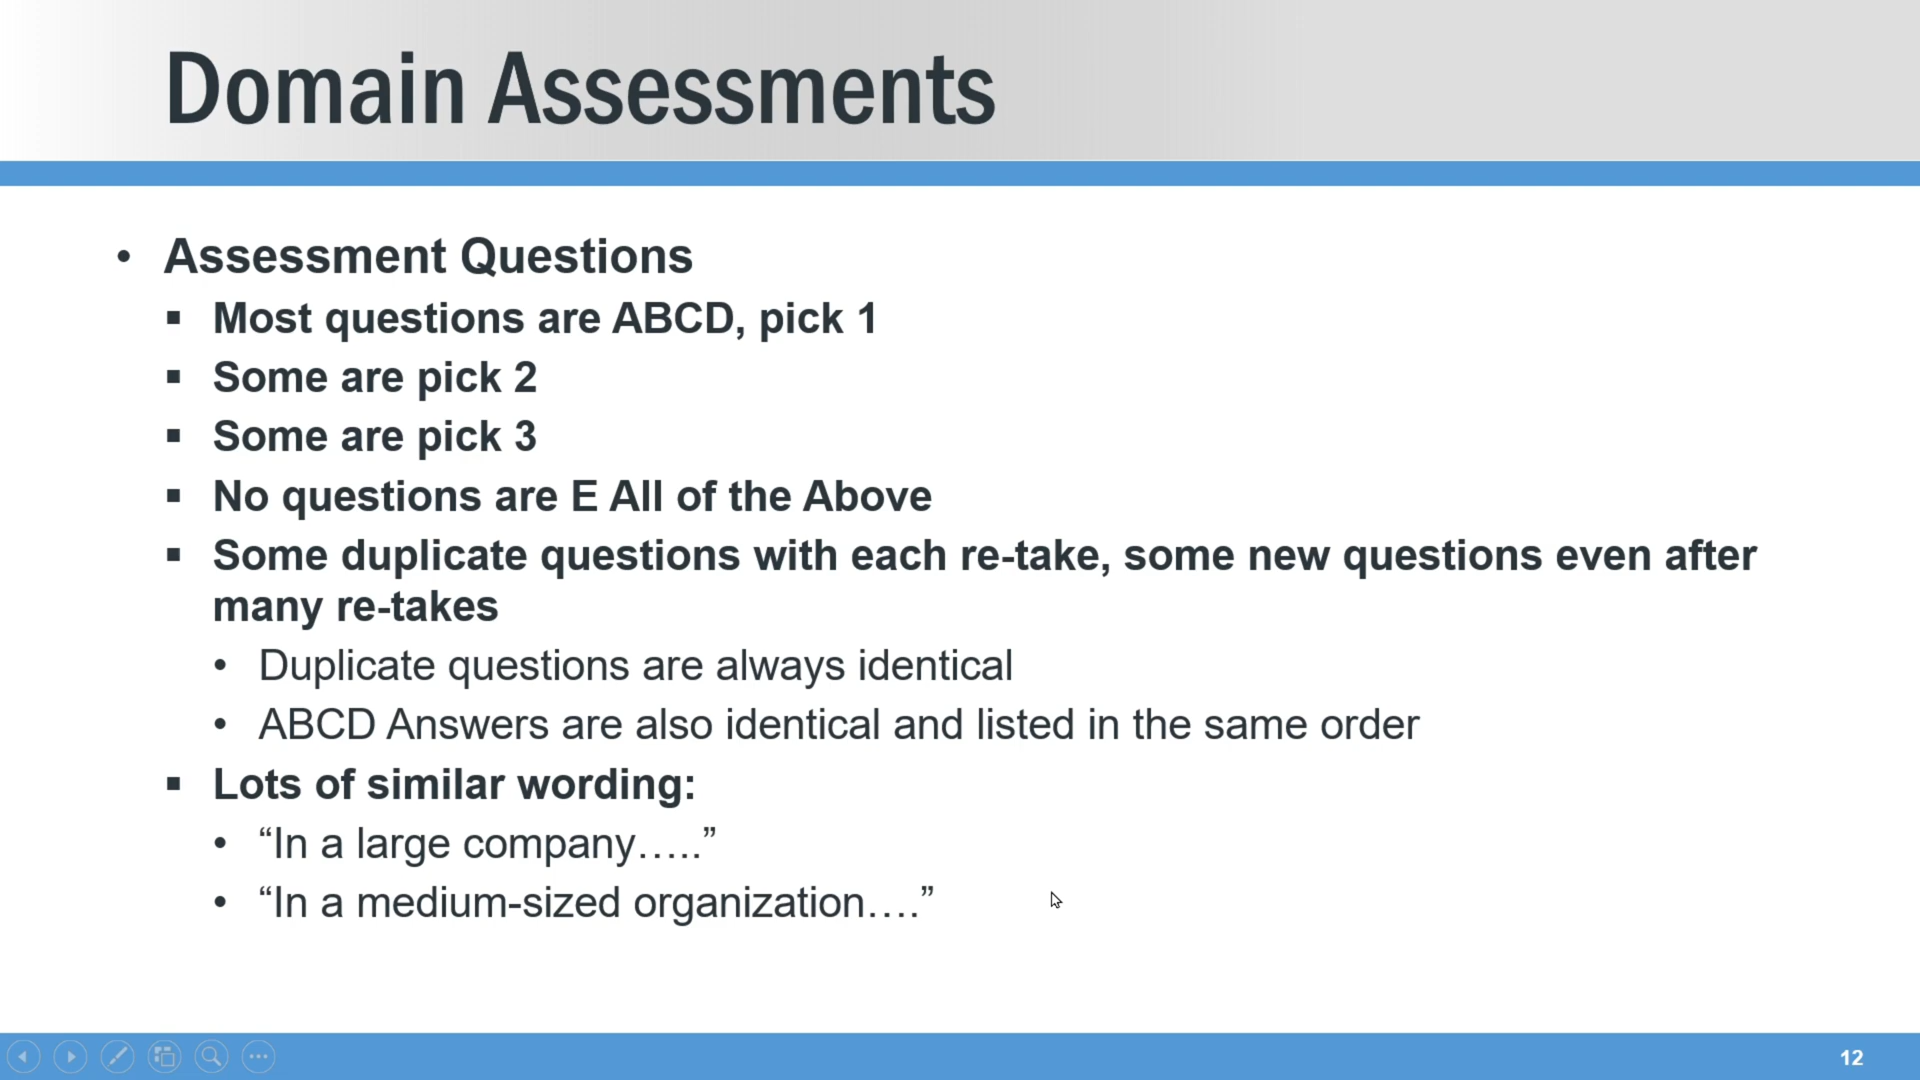 Domain Assessments
• Assessment Questions
▪ Most questions are ABCD, pick 1
▪ Some are pick 2
▪ Some are pick 3
▪ No questions are E All of the Above
▪ Some duplicate questions with each re-take, some new questions even after
many re-takes
• Duplicate questions are always identical
• ABCD Answers are also identical and listed in the same order
▪ Lots of similar wording:
• “In a large company…..”
• “In a medium-sized organization….”
12